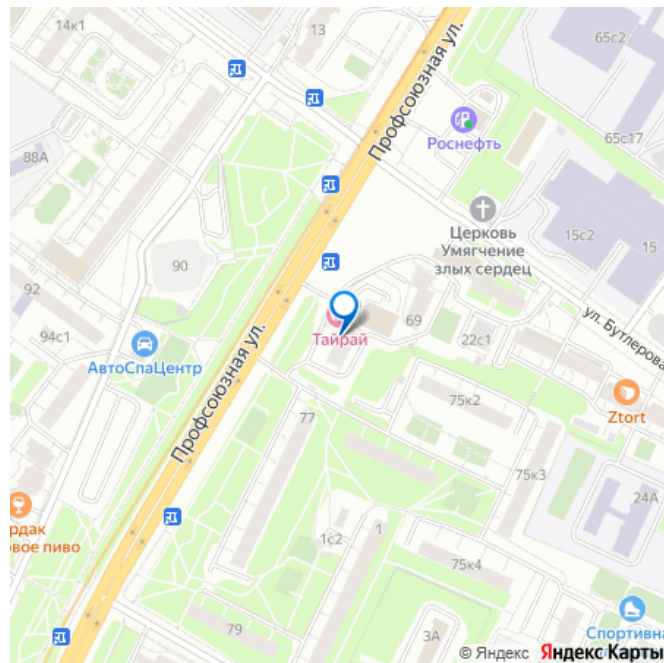 14к1
13
65с2
Профсоюзная ул.
Роснефть
65с17
88А
Церковь
Умягчение
злых сердец
15с2
15
90
92
69
ул. Бутлерова
94с1
Тайрай
22с1
АвтоСпаЦентр
Профсоюзная ул.
75к2
Ztort
77
75к3
24А
рдак
вое пиво
1с2
1
75к4
79
3А
Спортивна
© Яндекс Яндекс Карты